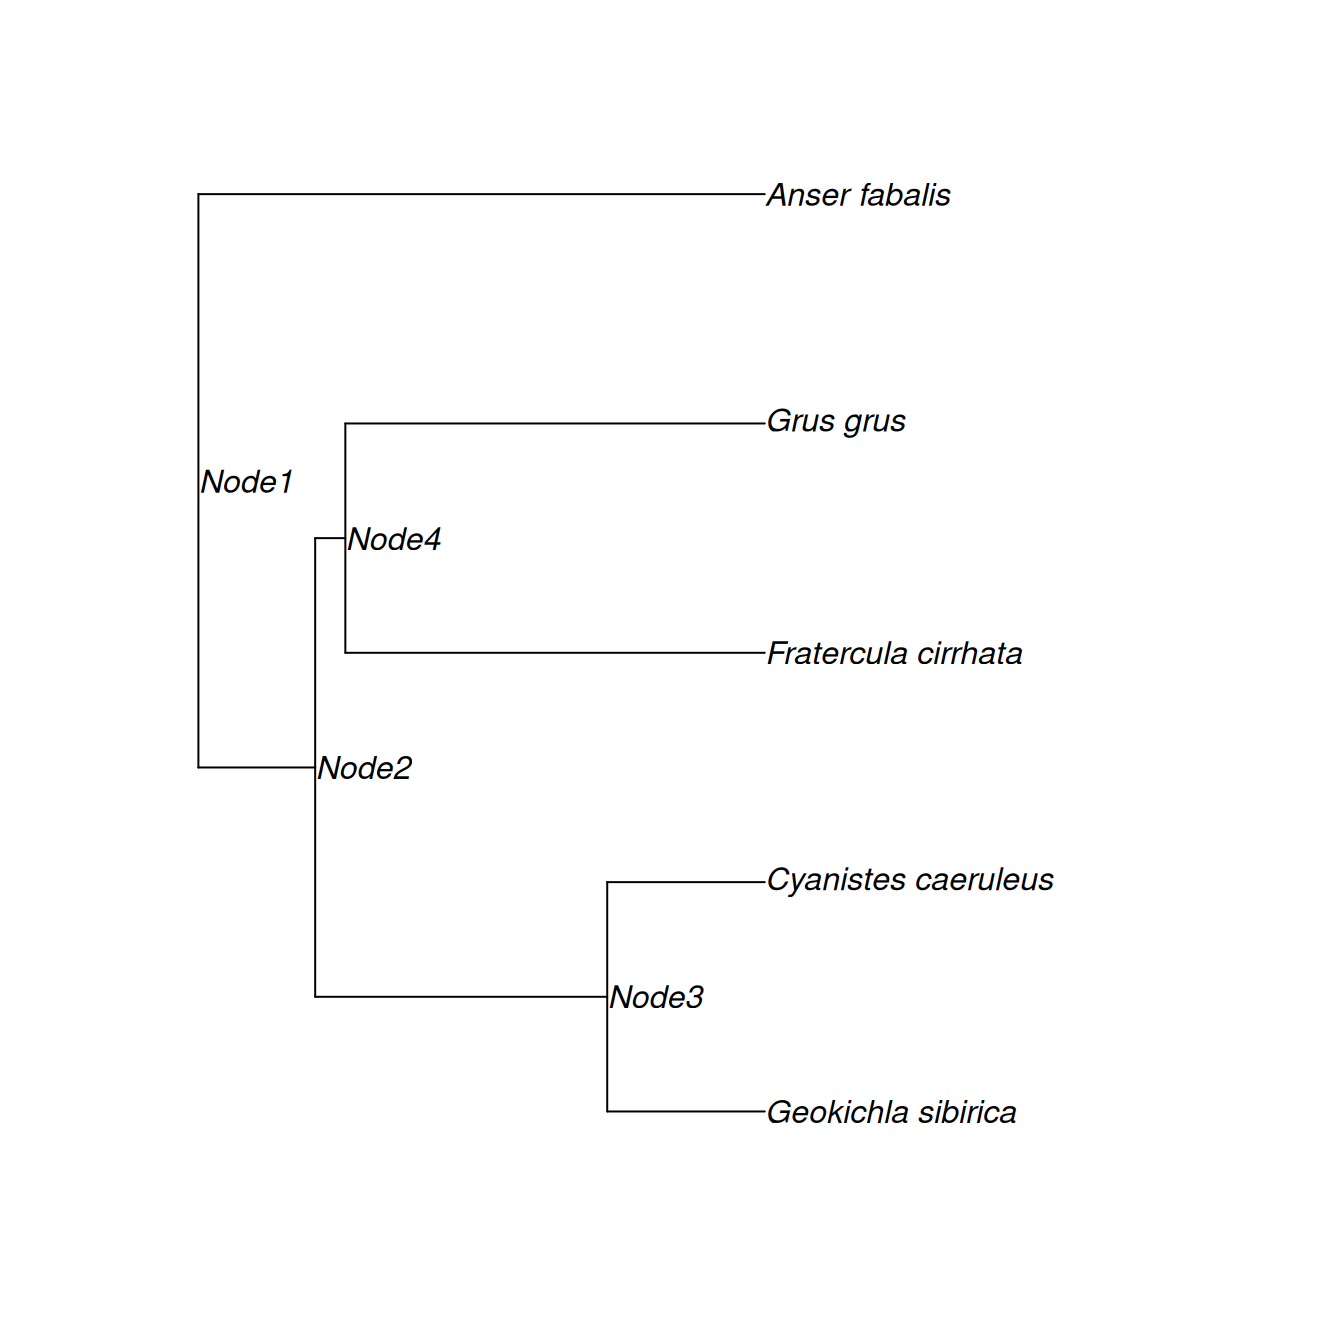 Anser fabalis
Grus grus
Node1
Node4
Fratercula cirrhata
Node2
Cyanistes caeruleus
Node3
Geokichla sibirica